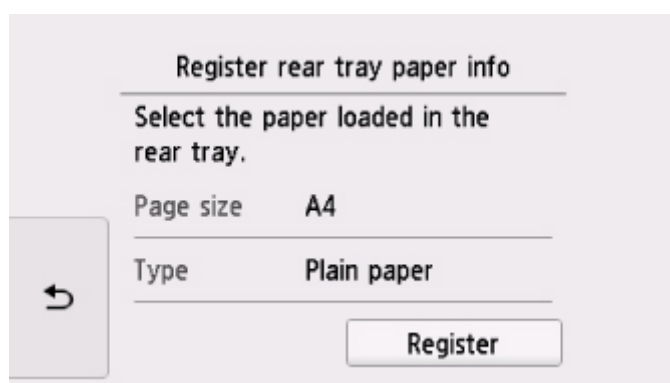 Register rear tray paper info
Select the paper loaded in the
rear tray.
Page size A4
Type Plain paper
Register